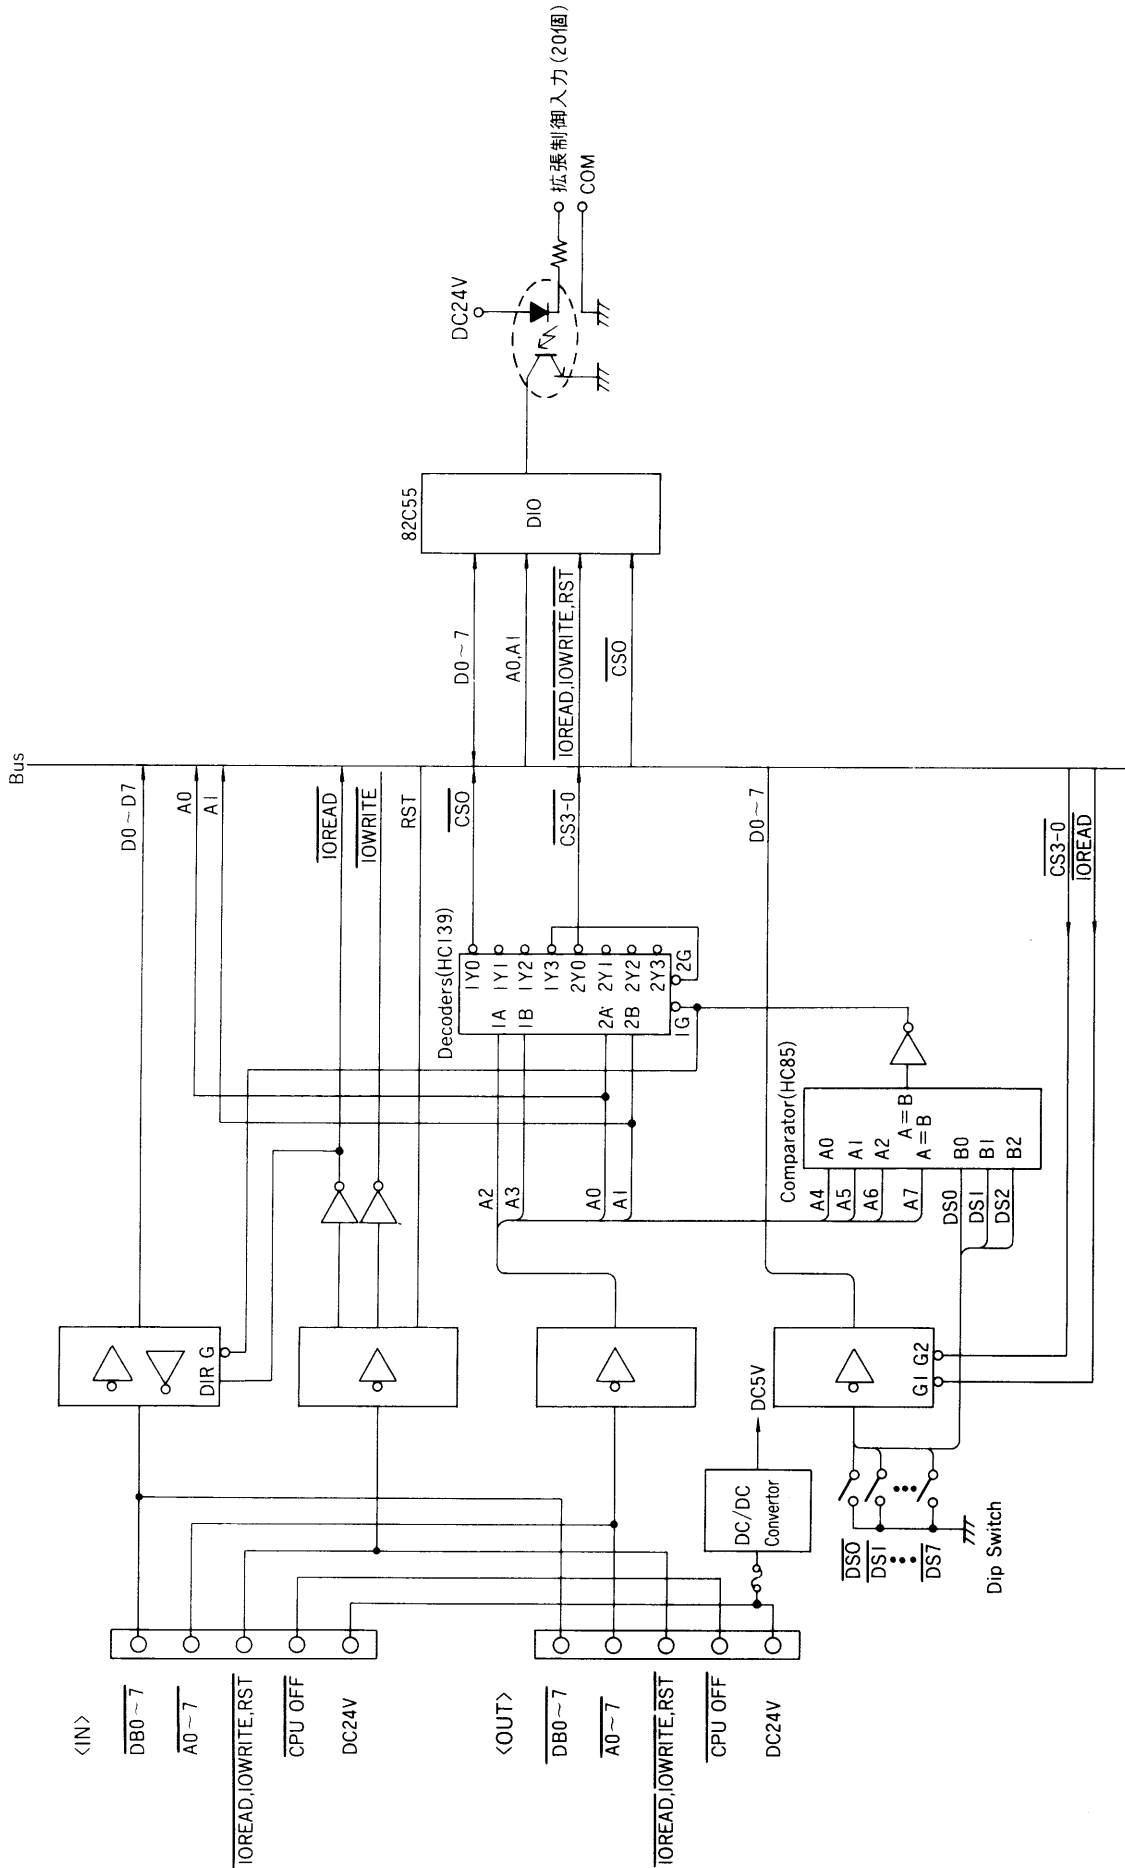 <IN>
DB0~7
A0~7
IOREAD,IOWRITE,RST
CPU OFF
DC24V
<OUT>
DB0~7
A0~7
IOREAD,IOWRITE,RST
CPU OFF
DC24V
DIR G
DC/DC
Convertor
DC5V
DS0
DS1
DS7
Dip Switch
G1 G2
A2
A3
A0
A1
A4
A5
A6
A7
DS0
DS1
DS2
Comparator(HC85)
A0
A1
A2
A=B
A=B
B0
B1
B2
Decoders(HC139)
1A
1B
2A
2B
1Y0
1Y1
1Y2
1Y3
2Y0
2Y1
2Y2
2Y3
1G
2G
D0~D7
A0
A1
IOREAD
IOWRITE
RST
CS0
CS3-0
D0~7
CS3-0
IOREAD
Bus
D0~7
A0,A1
IOREAD,IOWRITE,RST
CS0
82C55
DIO
DC24V
拡張制御入力(20個)
COM